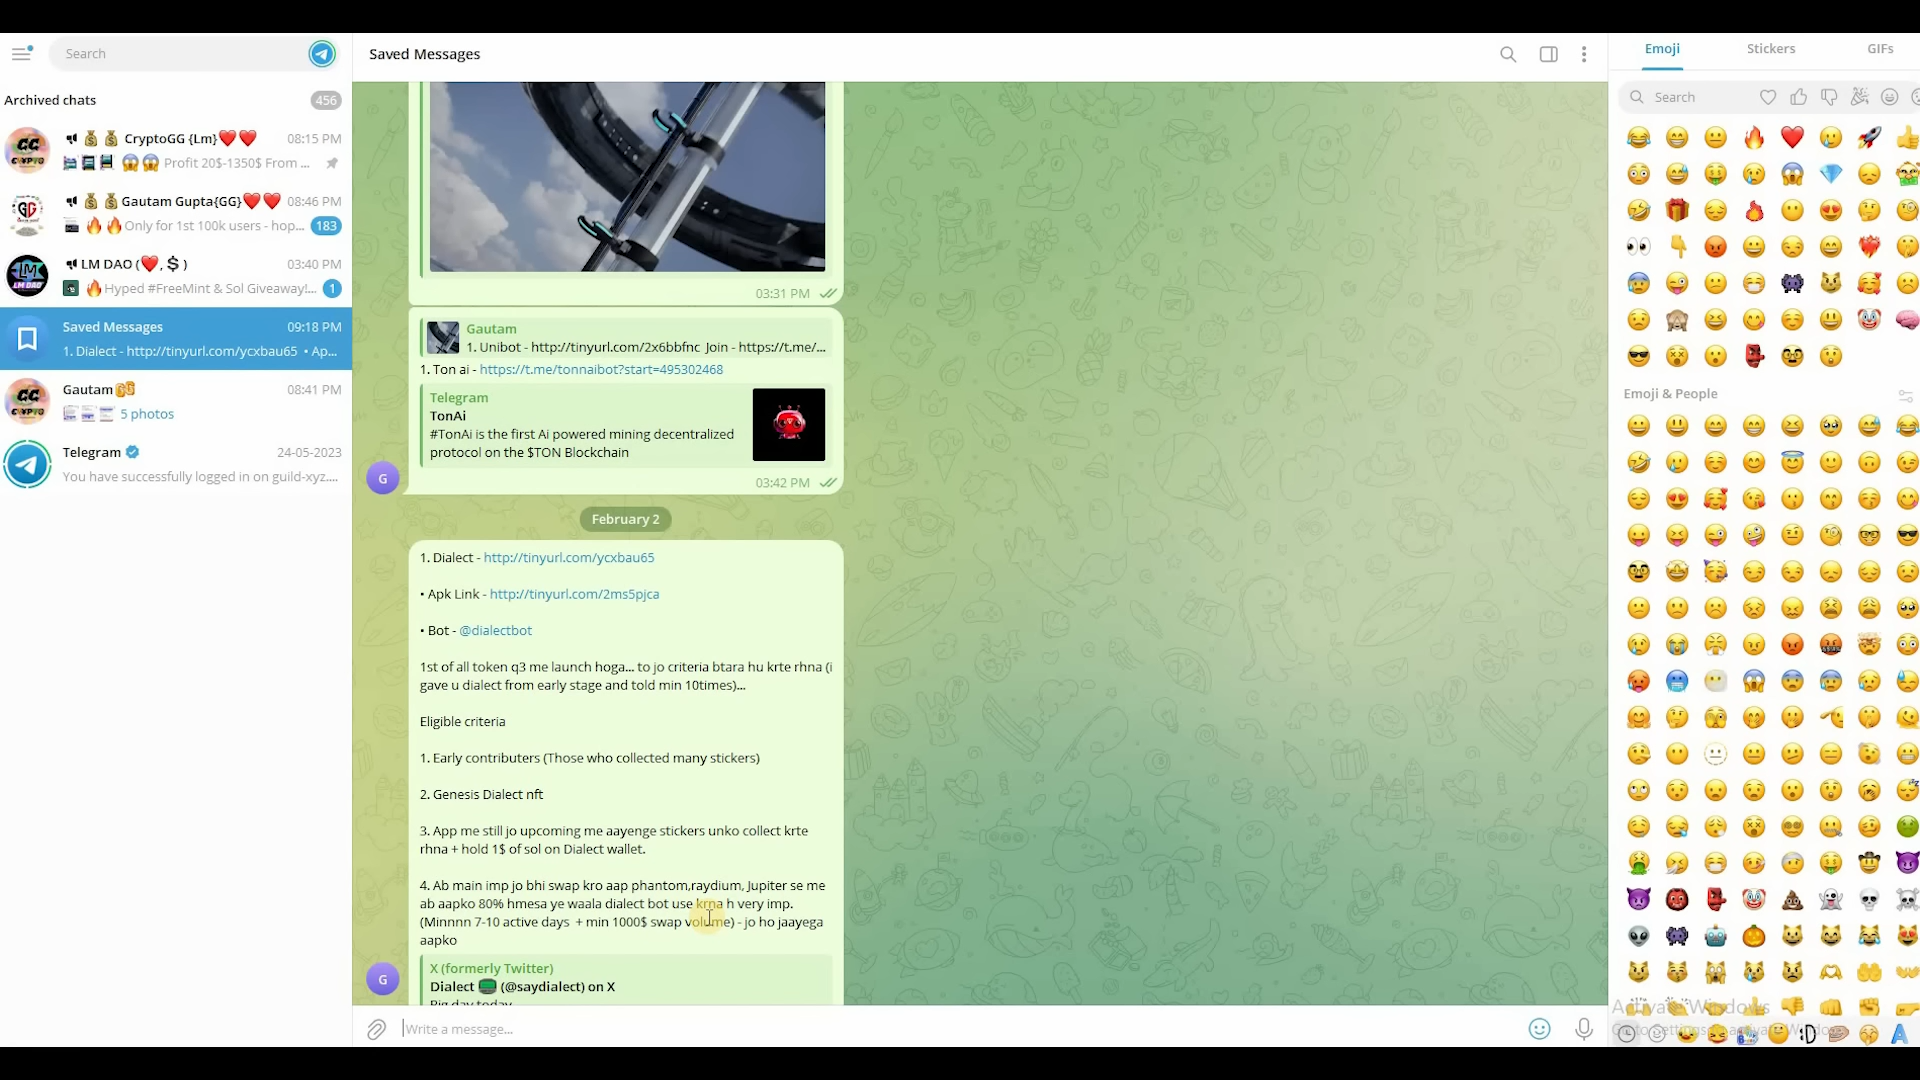 Search
Archived chats 456
CryptoGG {Lm}❤️❤️ 08:15 PM
Profit 20$-1350$ From ...
Gautam Gupta{GG}❤️❤️ 08:46 PM
Only for 1st 100k users - hop... 183
LM DAO (❤️, $ ) 03:40 PM
Hyped #FreeMint & Sol Giveaway!... 1
Saved Messages 09:18 PM
1. Dialect - http://tinyurl.com/ycxbau65 • Ap...
Gautam 08:41 PM
5 photos
Telegram 24-05-2023
You have successfully logged in on guild-xyz....
Saved Messages
03:31 PM
Gautam
1. Unibot - http://tinyurl.com/2x6bbfnc Join - https://t.me/...
1. Ton ai - https://t.me/tonnaibot?start=495302468
Telegram
TonAi
#TonAi is the first Ai powered mining decentralized
protocol on the $TON Blockchain
03:42 PM
G
February 2
1. Dialect - http://tinyurl.com/ycxbau65
• Apk Link - http://tinyurl.com/2ms5pjca
• Bot - @dialectbot
1st of all token q3 me launch hoga... to jo criteria btara hu krte rhna (i
gave u dialect from early stage and told min 10times)...
Eligible criteria
1. Early contributers (Those who collected many stickers)
2. Genesis Dialect nft
3. App me still jo upcoming me aayenge stickers unko collect krte
rhna + hold 1$ of sol on Dialect wallet.
4. Ab main imp jo bhi swap kro aap phantom,raydium, Jupiter se me
ab aapko 80% hmesa ye waala dialect bot use krna h very imp.
(Minnnn 7-10 active days + min 1000$ swap volume) - jo ho jaayega
aapko
X (formerly Twitter)
Dialect (@saydialect) on X
Big day today
G
Write a message...
Emoji Stickers GIFs
Search
Emoji & People
Activate Windows